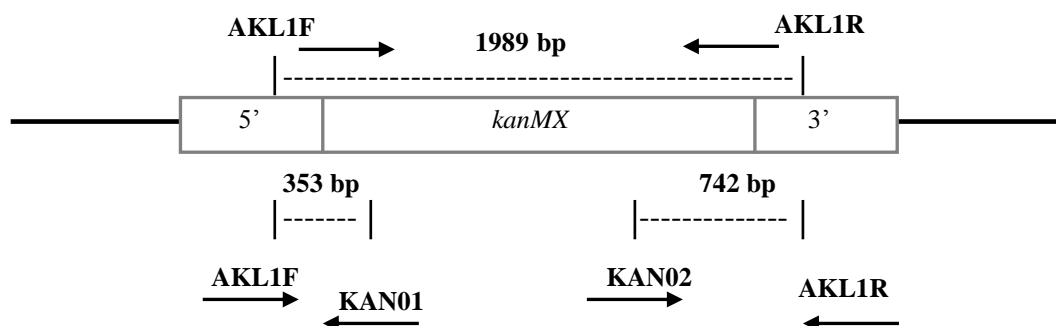 AKL1F 1989 bp AKL1R
5’ kanMX 3’
353 bp 742 bp
AKL1F KAN02 AKL1R
KAN01